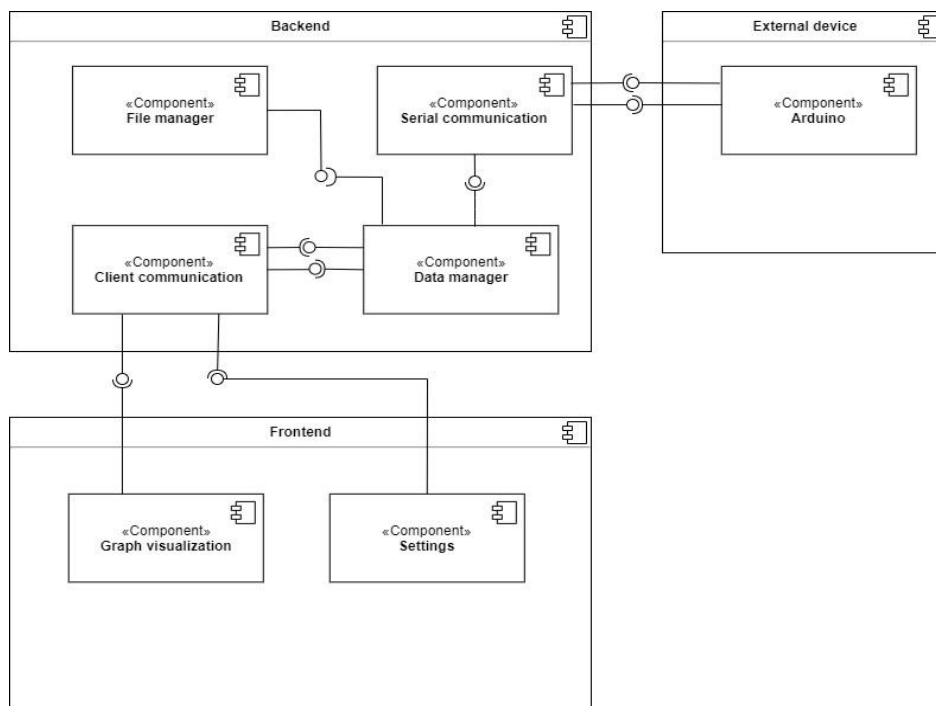 Backend
External device
«Component»
File manager
«Component»
Serial communication
«Component»
Arduino
«Component»
Client communication
«Component»
Data manager
Frontend
«Component»
Graph visualization
«Component»
Settings